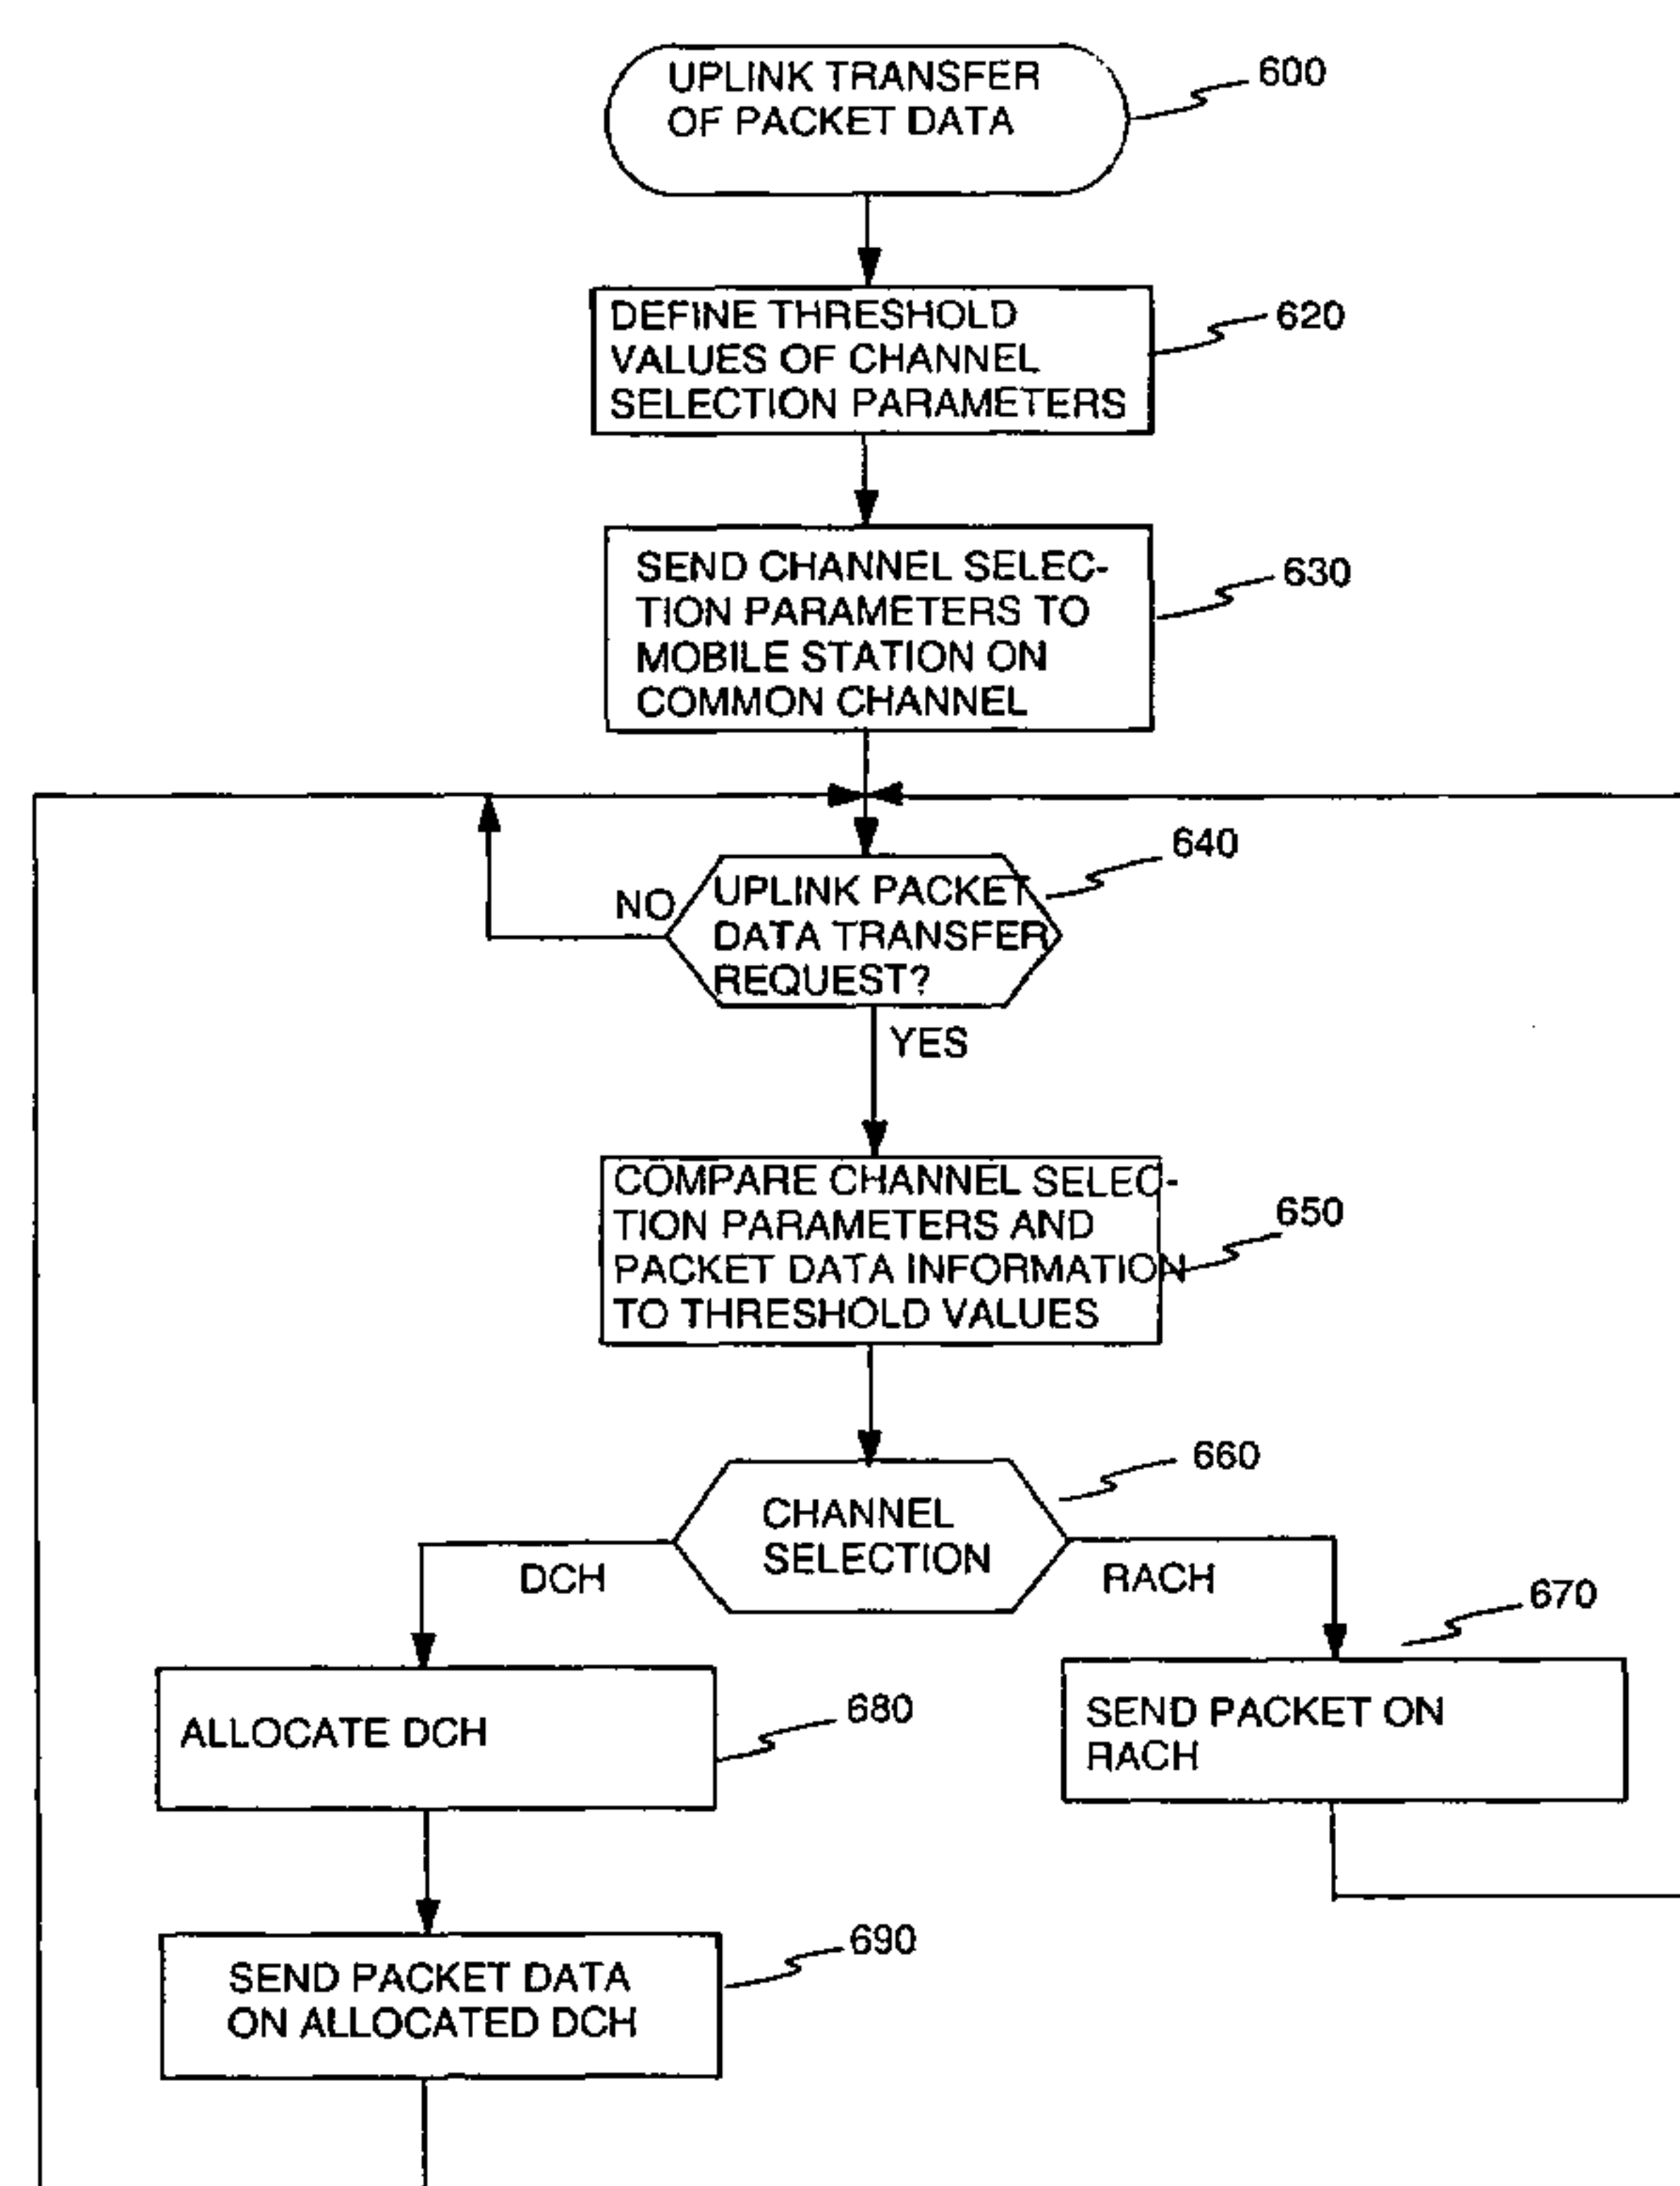 UPLINK TRANSFER
OF PACKET DATA
600
DEFINE THRESHOLD
VALUES OF CHANNEL
SELECTION PARAMETERS
620
SEND CHANNEL SELEC-
TION PARAMETERS TO
MOBILE STATION ON
COMMON CHANNEL
630
640
NO
UPLINK PACKET
DATA TRANSFER
REQUEST?
YES
COMPARE CHANNEL SELEC-
TION PARAMETERS AND
PACKET DATA INFORMATION
TO THRESHOLD VALUES
650
660
CHANNEL
SELECTION
DCH
RACH
670
ALLOCATE DCH
680
SEND PACKET ON
RACH
690
SEND PACKET DATA
ON ALLOCATED DCH